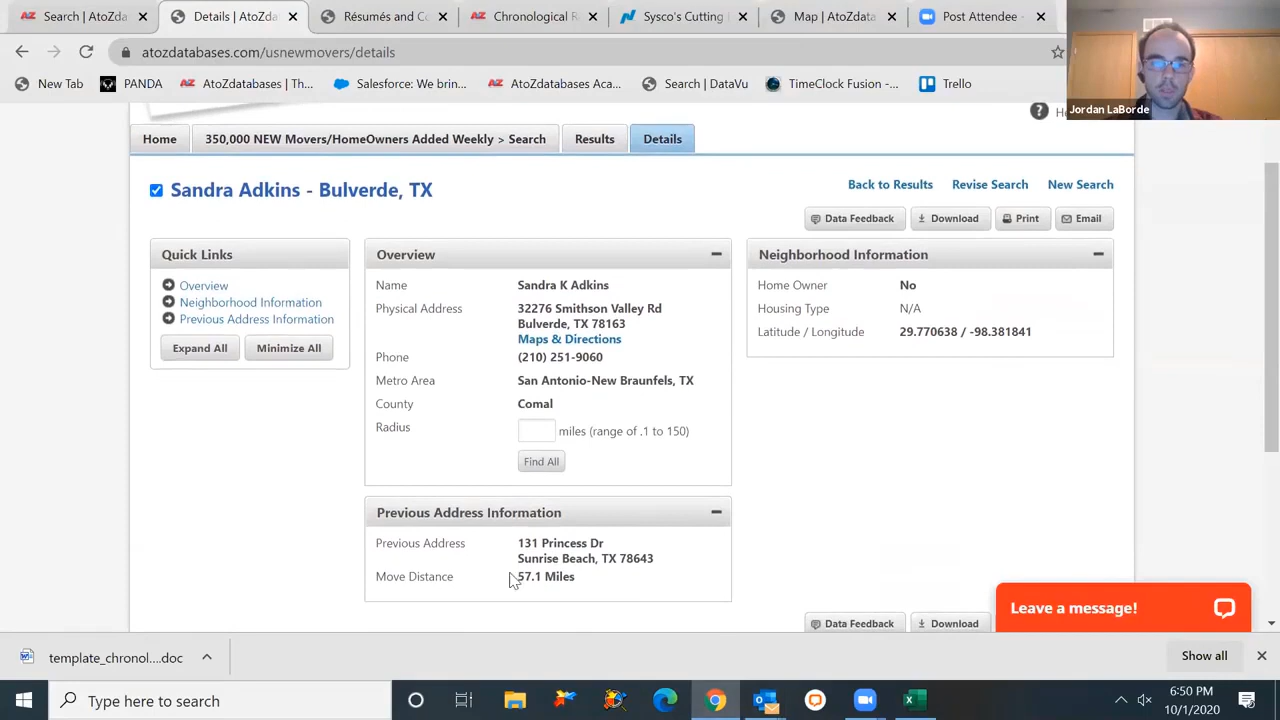 Search | AtoZdatab
Details | AtoZdatab
Résumés and Co
Chronological R
Sysco's Cutting
Map | AtoZdatab
Post Attendee -
atozdatabases.com/usnewmovers/details
New Tab
PANDA
AtoZdatabases | Th...
Salesforce: We brin...
AtoZdatabases Aca...
Search | DataVu
TimeClock Fusion -...
Trello
Jordan LaBorde
Home
350,000 NEW Movers/HomeOwners Added Weekly > Search
Results
Details
Sandra Adkins - Bulverde, TX
Back to Results
Revise Search
New Search
Data Feedback
Download
Print
Email
Quick Links
Overview
Neighborhood Information
Previous Address Information
Expand All
Minimize All
Overview
Name Sandra K Adkins
Physical Address 32276 Smithson Valley Rd
Bulverde, TX 78163
Maps & Directions
Phone (210) 251-9060
Metro Area San Antonio-New Braunfels, TX
County Comal
Radius miles (range of .1 to 150)
Find All
Neighborhood Information
Home Owner No
Housing Type N/A
Latitude / Longitude 29.770638 / -98.381841
Previous Address Information
Previous Address 131 Princess Dr
Sunrise Beach, TX 78643
Move Distance 57.1 Miles
Leave a message!
Data Feedback
Download
template_chronol....doc
Show all
Type here to search
6:50 PM
10/1/2020